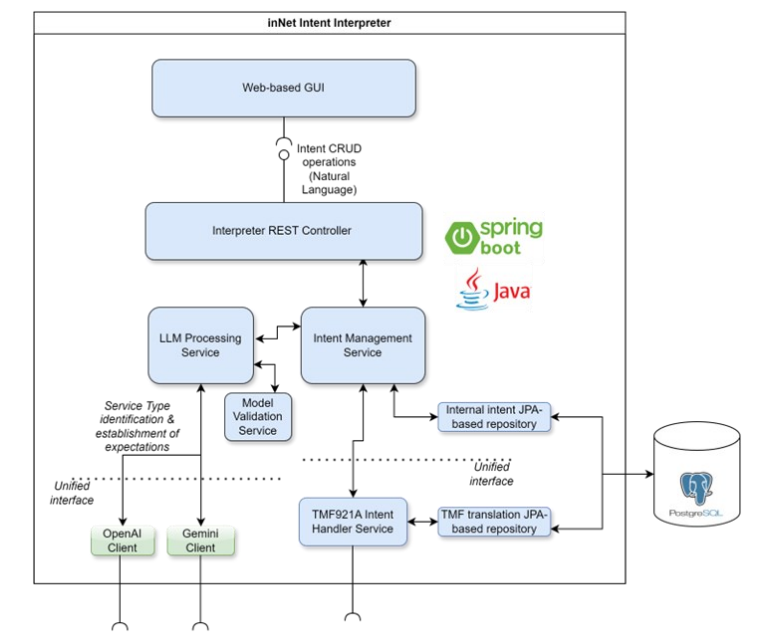 inNet Intent Interpreter
Web-based GUI
Intent CRUD
operations
(Natural
Language)
Interpreter REST Controller
spring
boot
Java
LLM Processing
Service
Intent Management
Service
Model
Validation
Service
Service Type
identification &
establishment of
expectations
Internal intent JPA-
based repository
Unified
interface
Unified
interface
PostgreSQL
TMF921A Intent
Handler Service
TMF translation JPA-
based repository
OpenAI
Client
Gemini
Client